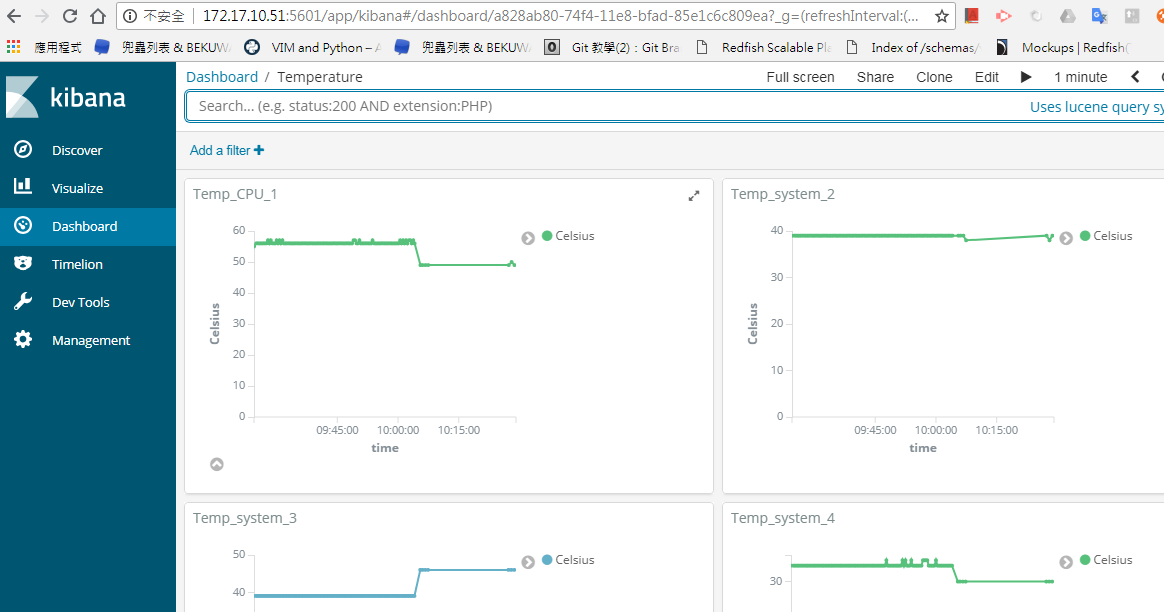 不安全 172.17.10.51:5601/app/kibana#/dashboard/a828ab80-74f4-11e8-bfad-85e1c6c809ea?_g=(refreshInterval:(...
應用程式 兜蟲列表 & BEKUW VIM and Python – 兜蟲列表 & BEKUW Git 教學(2) : Git Bra Redfish Scalable Pla Index of /schemas/ Mockups | Redfish(
kibana
Dashboard / Temperature Full screen Share Clone Edit 1 minute
Search... (e.g. status:200 AND extension:PHP) Uses lucene query sy
Add a filter +
Discover
Visualize
Dashboard
Timelion
Dev Tools
Management
Temp_CPU_1
Celsius
60
50
40
30
20
10
0
Celsius
09:45:00 10:00:00 10:15:00
time
Temp_system_2
Celsius
40
30
20
10
0
Celsius
09:45:00 10:00:00 10:15:00
time
Temp_system_3
Celsius
50
40
Temp_system_4
Celsius
30